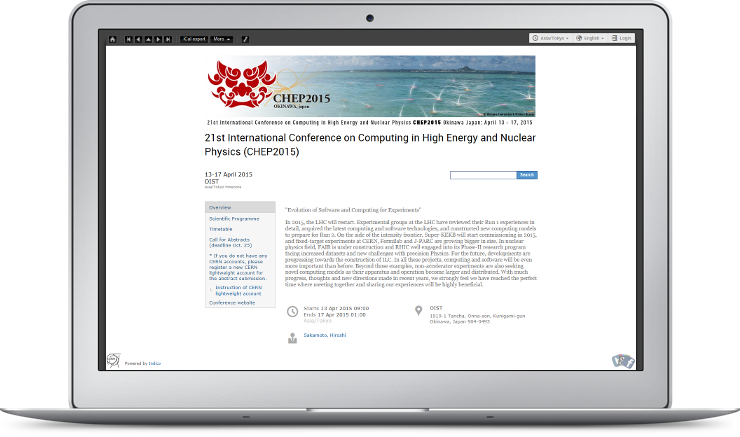 iCal export More
Asia/Tokyo English Login
CHEP2015
OKINAWA, Japan
21st International Conference on Computing in High Energy and Nuclear Physics CHEP2015 Okinawa Japan: April 13 - 17, 2015
21st International Conference on Computing in High Energy and Nuclear
Physics (CHEP2015)
13-17 April 2015
OIST
Asia/Tokyo timezone
Search
Overview
Scientific Programme
Timetable
Call for Abstracts
(deadline Oct. 25)
* If you do not have any
CERN accounts, please
register a new CERN
lightweight account for
the abstract submission.
Instruction of CERN
lightweight account
Conference website
"Evolution of Software and Computing for Experiments"
In 2015, the LHC will restart. Experimental groups at the LHC have reviewed their Run 1 experiences in
detail, acquired the latest computing and software technologies, and constructed new computing models
to prepare for Run 2. On the side of the intensity frontier, Super-KEKB will start commissioning in 2015,
and fixed-target experiments at CERN, Fermilab and J-PARC are growing bigger in size. In nuclear
physics field, FAIR is under construction and RHIC well engaged into its Phase-II research program
facing increased datasets and new challenges with precision Physics. For the future, developments are
progressing towards the construction of ILC. In all these projects, computing and software will be even
more important than before. Beyond those examples, non-accelerator experiments are also seeking
novel computing models as their apparatus and operation become larger and distributed. With much
progress, thoughts and new directions made in recent years, we strongly feel we have reached the perfect
time where meeting together and sharing our experiences will be highly beneficial.
Starts 13 Apr 2015 09:00
Ends 17 Apr 2015 01:00
Asia/Tokyo
OIST
1919-1 Tancha, Onna-son, Kunigami-gun
Okinawa, Japan 904-0495
Sakamoto, Hiroshi
Powered by Indico